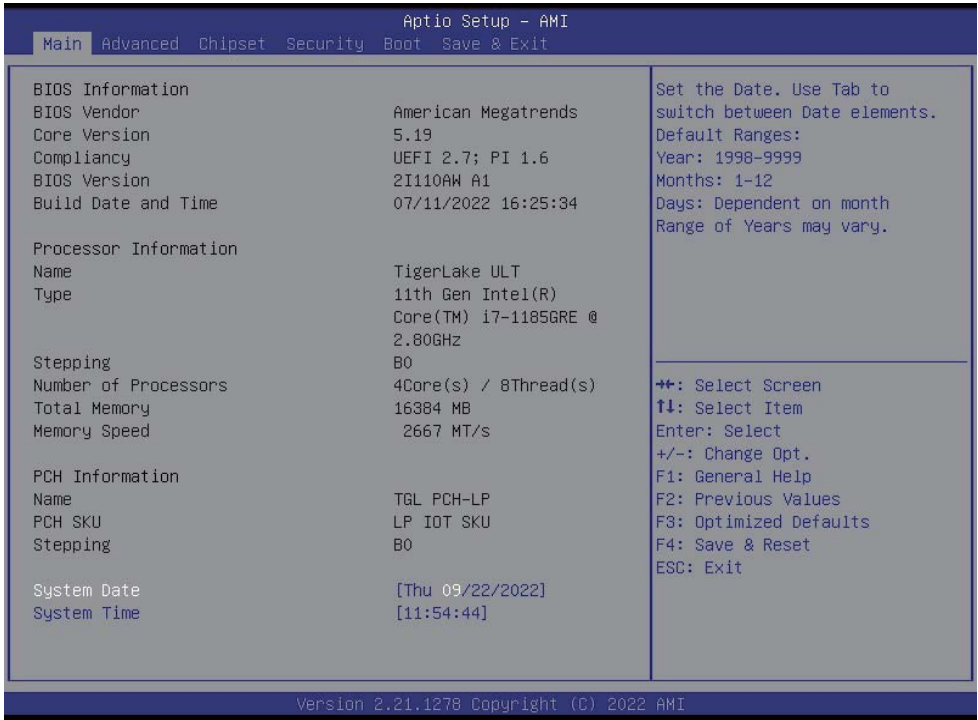 Aptio Setup - AMI
Main Advanced Chipset Security Boot Save & Exit
BIOS Information
BIOS Vendor American Megatrends
Core Version 5.19
Compliancy UEFI 2.7; PI 1.6
BIOS Version 2I110AW A1
Build Date and Time 07/11/2022 16:25:34
Processor Information
Name TigerLake ULT
Type 11th Gen Intel(R)
Core(TM) i7-1185GRE @
2.80GHz
Stepping B0
Number of Processors 4Core(s) / 8Thread(s)
Total Memory 16384 MB
Memory Speed 2667 MT/s
PCH Information
Name TGL PCH-LP
PCH SKU LP IOT SKU
Stepping B0
System Date [Thu 09/22/2022]
System Time [11:54:44]
Set the Date. Use Tab to
switch between Date elements.
Default Ranges:
Year: 1998-9999
Months: 1-12
Days: Dependent on month
Range of Years may vary.
→←: Select Screen
↑↓: Select Item
Enter: Select
+/-: Change Opt.
F1: General Help
F2: Previous Values
F3: Optimized Defaults
F4: Save & Reset
ESC: Exit
Version 2.21.1278 Copyright (C) 2022 AMI